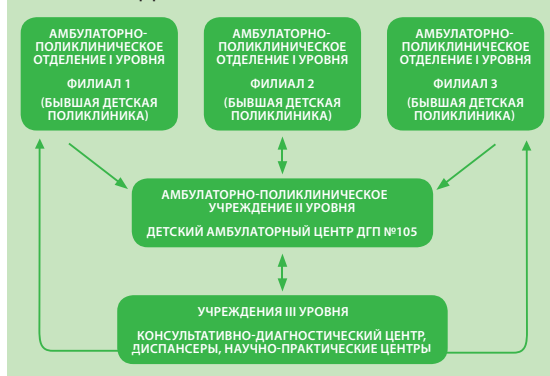 АМБУЛАТОРНО-
ПОЛИКЛИНИЧЕСКОЕ
ОТДЕЛЕНИЕ I УРОВНЯ
ФИЛИАЛ 1
(БЫВШАЯ ДЕТСКАЯ
ПОЛИКЛИНИКА)
АМБУЛАТОРНО-
ПОЛИКЛИНИЧЕСКОЕ
ОТДЕЛЕНИЕ I УРОВНЯ
ФИЛИАЛ 2
(БЫВШАЯ ДЕТСКАЯ
ПОЛИКЛИНИКА)
АМБУЛАТОРНО-
ПОЛИКЛИНИЧЕСКОЕ
ОТДЕЛЕНИЕ I УРОВНЯ
ФИЛИАЛ 3
(БЫВШАЯ ДЕТСКАЯ
ПОЛИКЛИНИКА)
АМБУЛАТОРНО-ПОЛИКЛИНИЧЕСКОЕ
УЧРЕЖДЕНИЕ II УРОВНЯ
ДЕТСКИЙ АМБУЛАТОРНЫЙ ЦЕНТР ДГП №105
УЧРЕЖДЕНИЯ III УРОВНЯ
КОНСУЛЬТАТИВНО-ДИАГНОСТИЧЕСКИЙ ЦЕНТР,
ДИСПАНСЕРЫ, НАУЧНО-ПРАКТИЧЕСКИЕ ЦЕНТРЫ